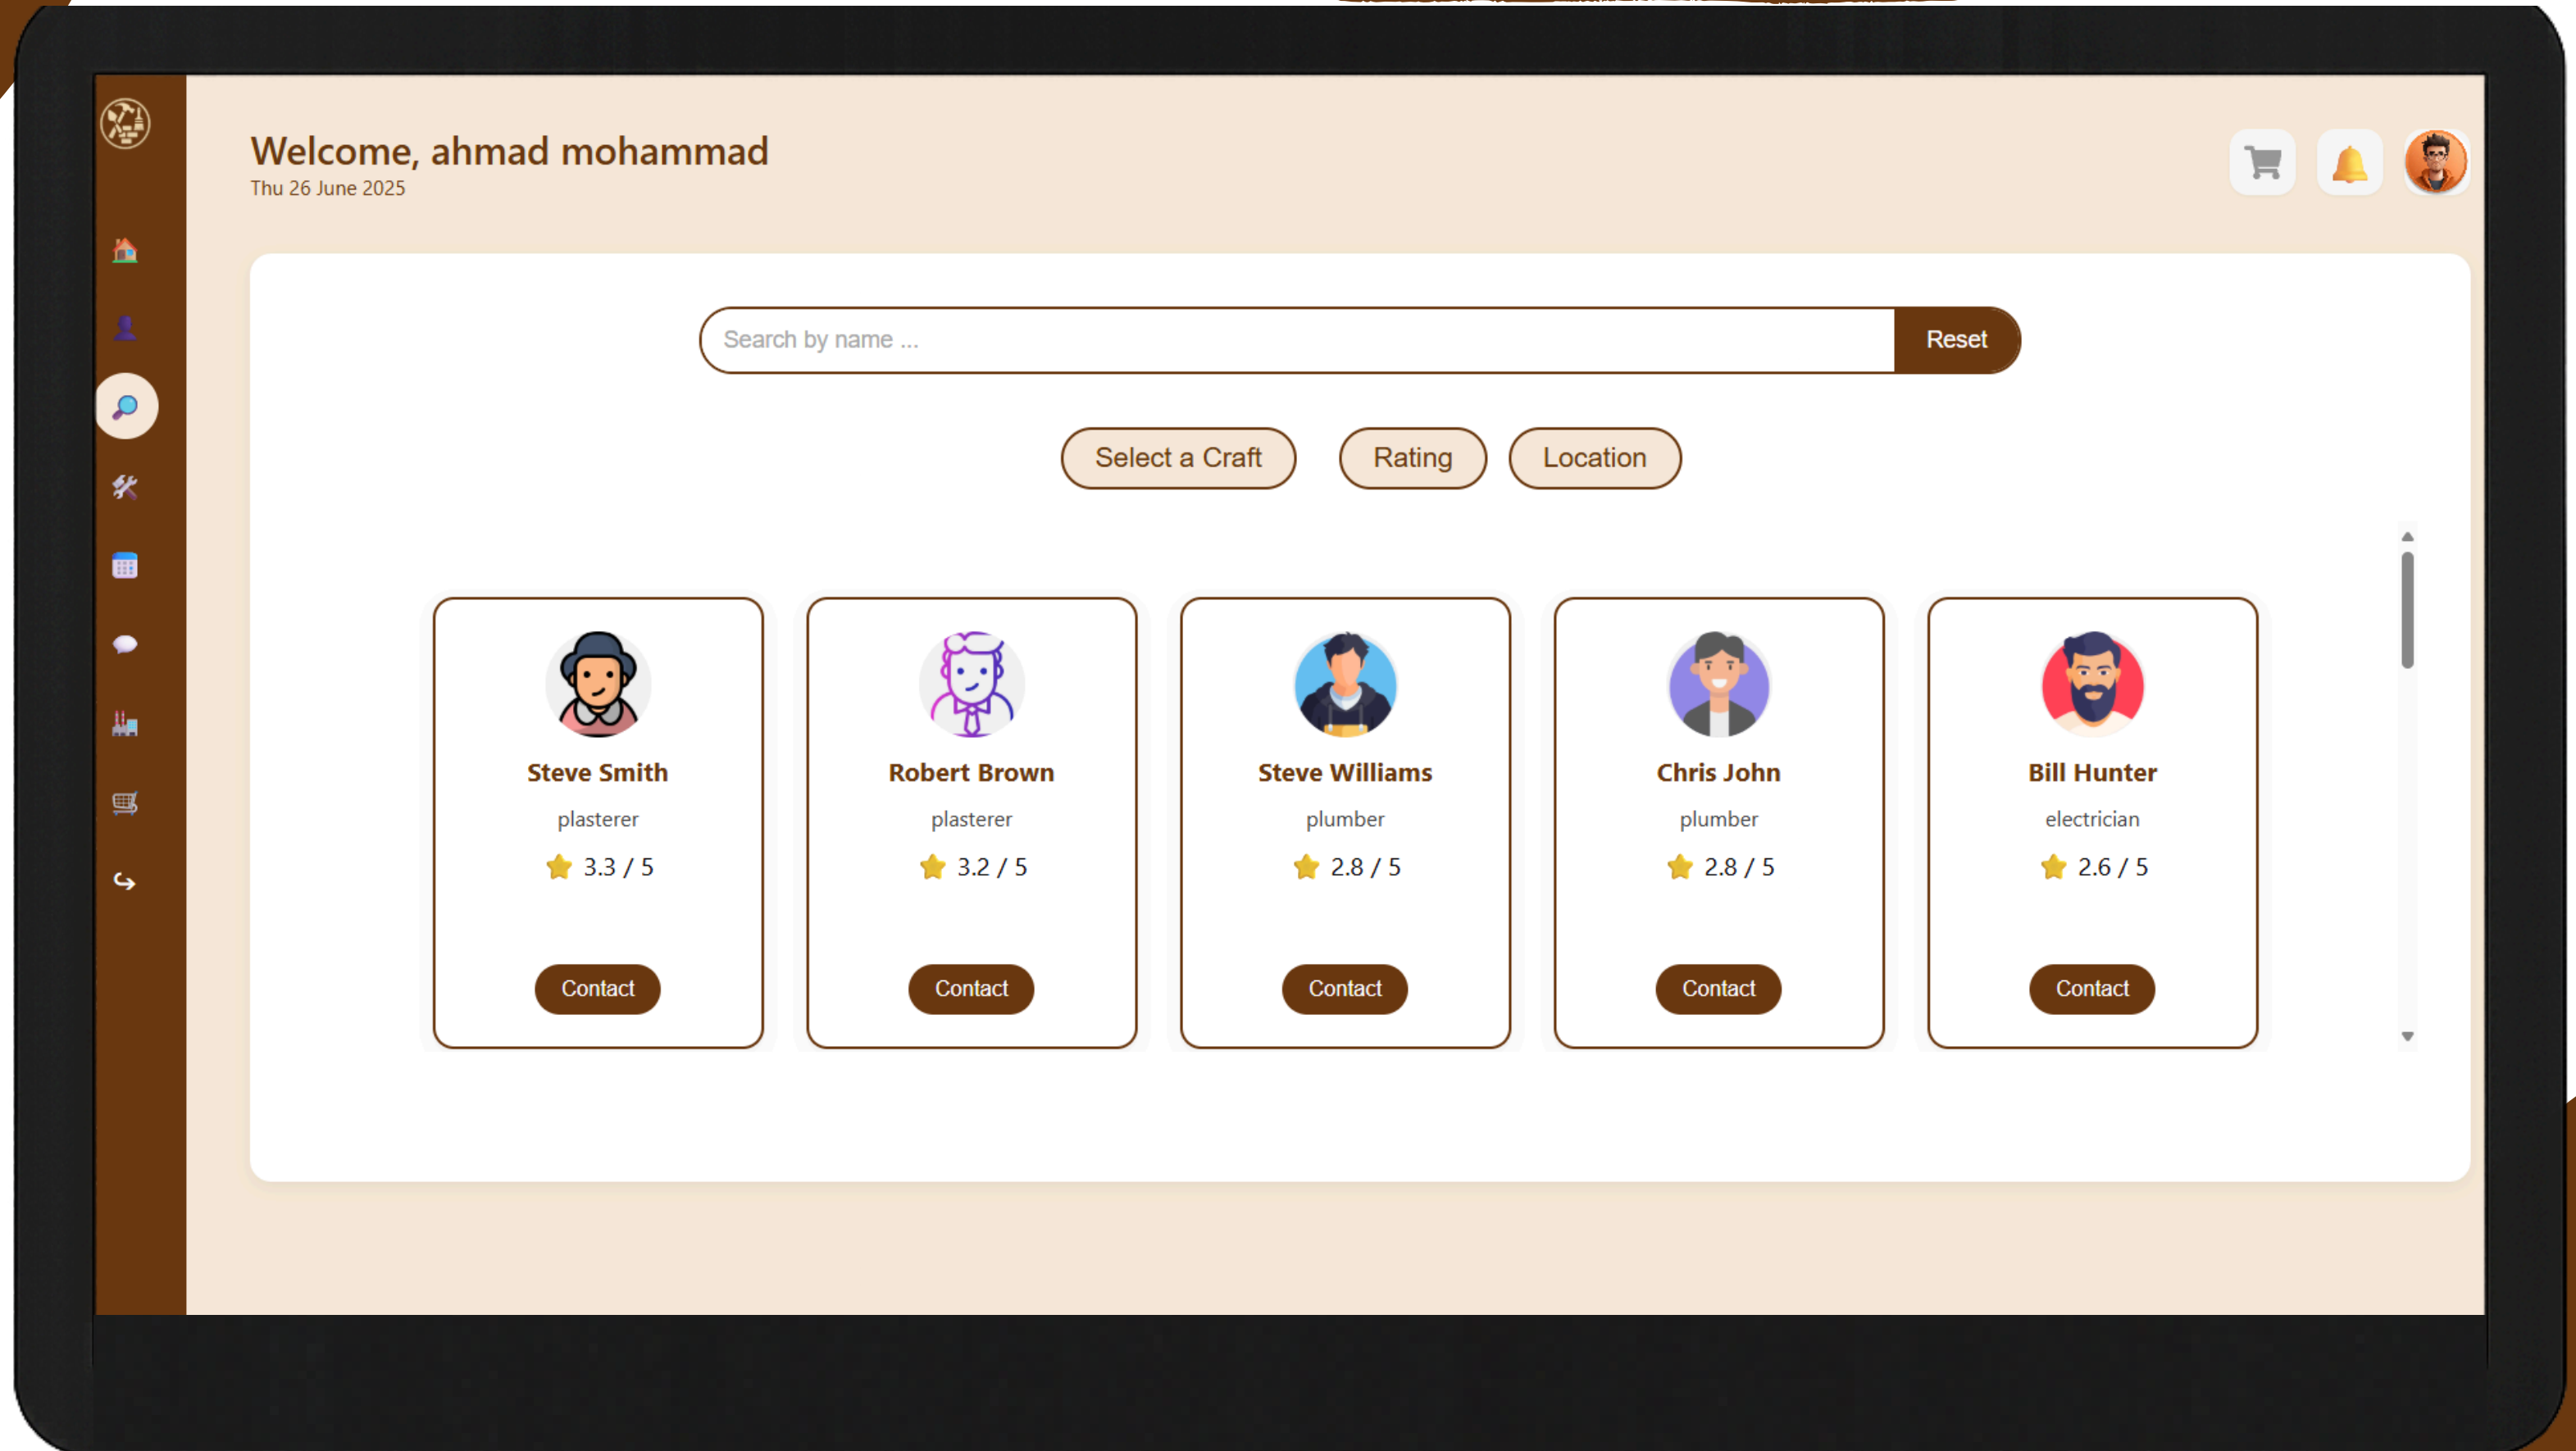 Welcome, ahmad mohammad
Thu 26 June 2025
Search by name ...
Reset
Select a Craft
Rating
Location
Steve Smith
plasterer
3.3 / 5
Contact
Robert Brown
plasterer
3.2 / 5
Contact
Steve Williams
plumber
2.8 / 5
Contact
Chris John
plumber
2.8 / 5
Contact
Bill Hunter
electrician
2.6 / 5
Contact